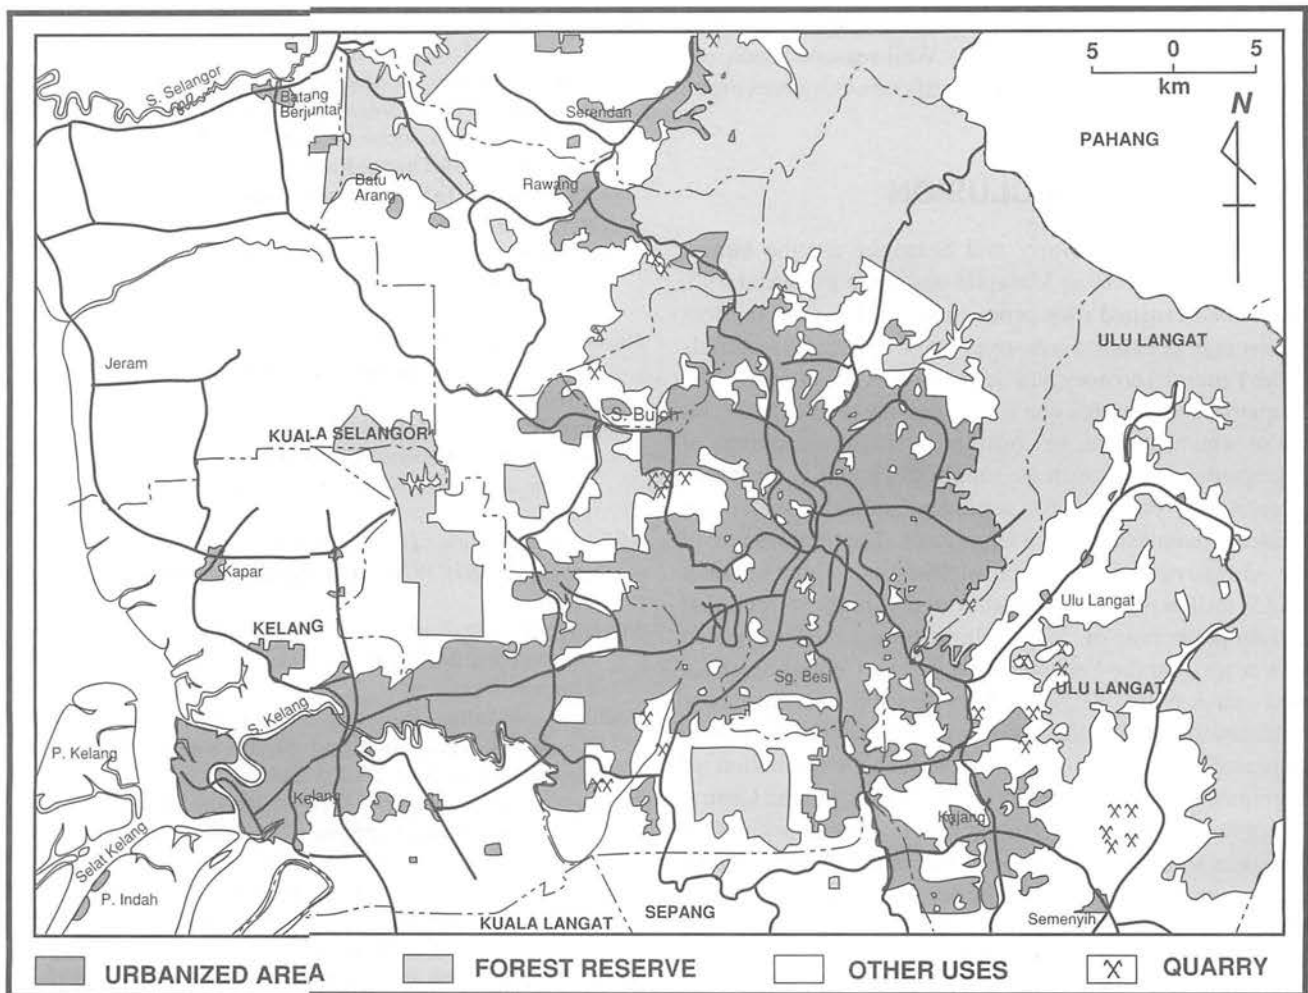 5 0 5
km
N
PAHANG
S. Selangor
Batang
Berjuntai
Serendah
Batu
Arang
Rawang
ULU LANGAT
Jeram
S. Buloh
KUALA SELANGOR
Kapar
Ulu Langat
KELANG
Sg. Besi
ULU LANGAT
S. Kelang
P. Kelang
Kelang
Kajang
Selat Kelang
P. Indah
SEPANG
KUALA LANGAT
Semenyih
URBANIZED AREA
FOREST RESERVE
OTHER USES
QUARRY